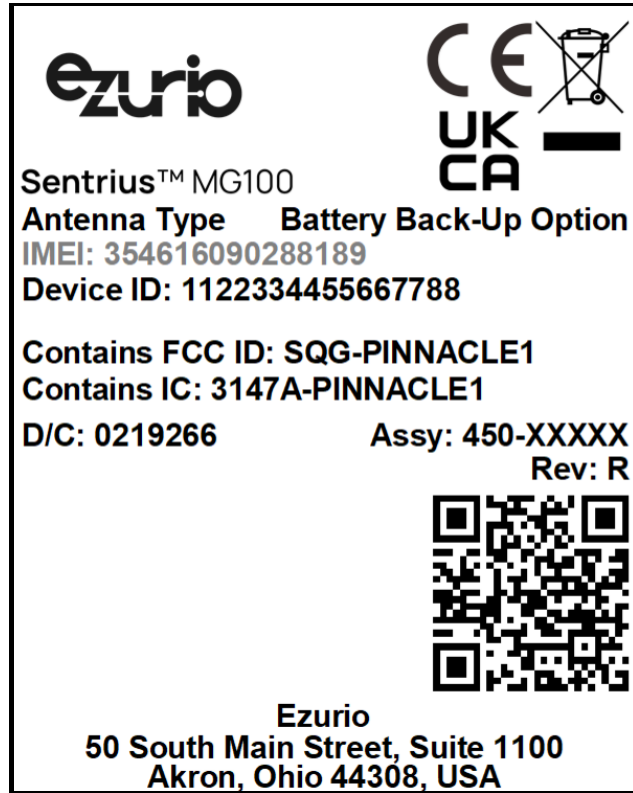 ezurio
CE
UK
CA
Sentrius™ MG100
Antenna Type Battery Back-Up Option
IMEI: 354616090288189
Device ID: 1122334455667788
Contains FCC ID: SQG-PINNACLE1
Contains IC: 3147A-PINNACLE1
D/C: 0219266 Assy: 450-XXXXX
Rev: R
Ezurio
50 South Main Street, Suite 1100
Akron, Ohio 44308, USA